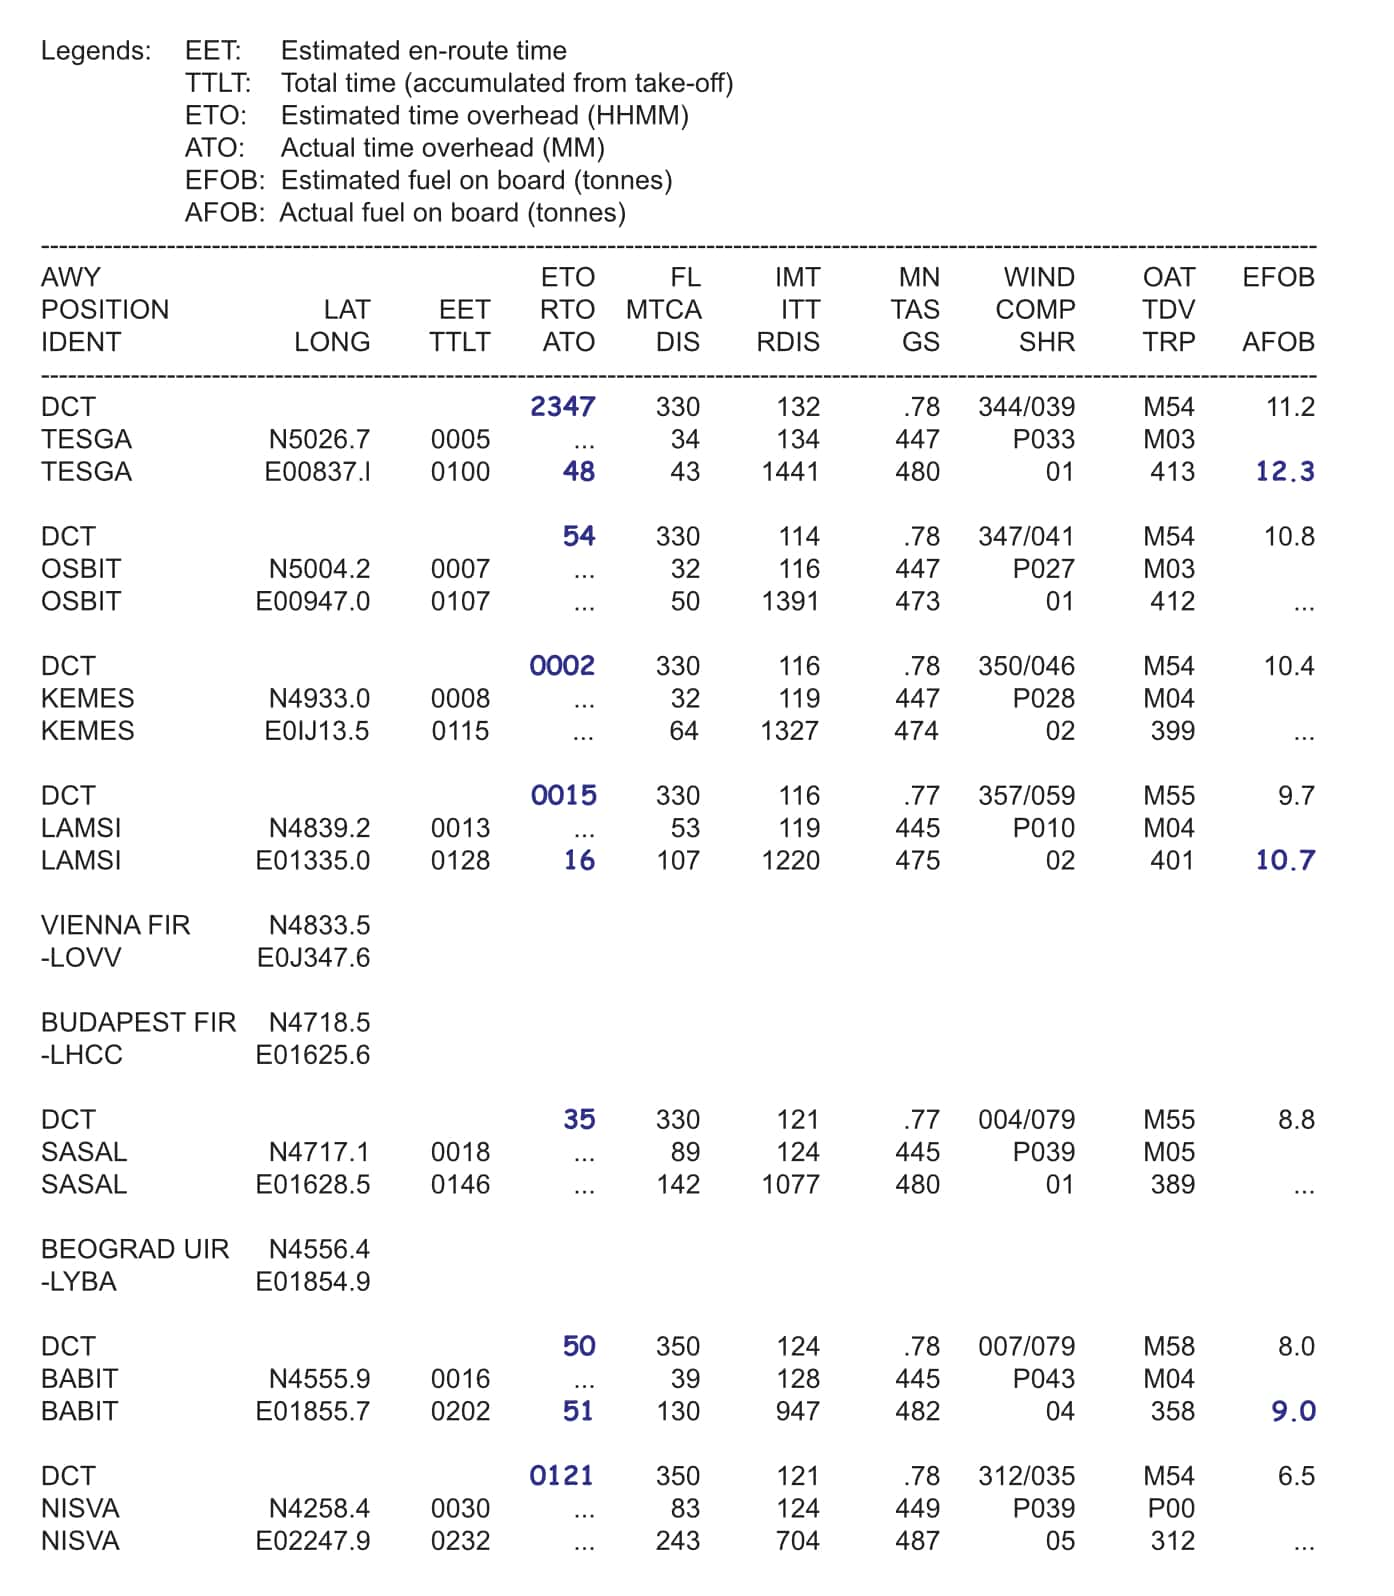 Legends: EET: Estimated en-route time
TTLT: Total time (accumulated from take-off)
ETO: Estimated time overhead (HHMM)
ATO: Actual time overhead (MM)
EFOB: Estimated fuel on board (tonnes)
AFOB: Actual fuel on board (tonnes)
AWY ETO FL IMT MN WIND OAT EFOB
POSITION LAT EET RTO MTCA ITT TAS COMP TDV
IDENT LONG TTLT ATO DIS RDIS GS SHR TRP AFOB
DCT 2347 330 132 .78 344/039 M54 11.2
TESGA N5026.7 0005 ... 34 134 447 P033 M03
TESGA E00837.I 0100 48 43 1441 480 01 413 12.3
DCT 54 330 114 .78 347/041 M54 10.8
OSBIT N5004.2 0007 ... 32 116 447 P027 M03
OSBIT E00947.0 0107 ... 50 1391 473 01 412 ...
DCT 0002 330 116 .78 350/046 M54 10.4
KEMES N4933.0 0008 ... 32 119 447 P028 M04
KEMES E0IJ13.5 0115 ... 64 1327 474 02 399 ...
DCT 0015 330 116 .77 357/059 M55 9.7
LAMSI N4839.2 0013 ... 53 119 445 P010 M04
LAMSI E01335.0 0128 16 107 1220 475 02 401 10.7
VIENNA FIR N4833.5
-LOVV E0J347.6
BUDAPEST FIR N4718.5
-LHCC E01625.6
DCT 35 330 121 .77 004/079 M55 8.8
SASAL N4717.1 0018 ... 89 124 445 P039 M05
SASAL E01628.5 0146 ... 142 1077 480 01 389 ...
BEOGRAD UIR N4556.4
-LYBA E01854.9
DCT 50 350 124 .78 007/079 M58 8.0
BABIT N4555.9 0016 ... 39 128 445 P043 M04
BABIT E01855.7 0202 51 130 947 482 04 358 9.0
DCT 0121 350 121 .78 312/035 M54 6.5
NISVA N4258.4 0030 ... 83 124 449 P039 P00
NISVA E02247.9 0232 ... 243 704 487 05 312 ...